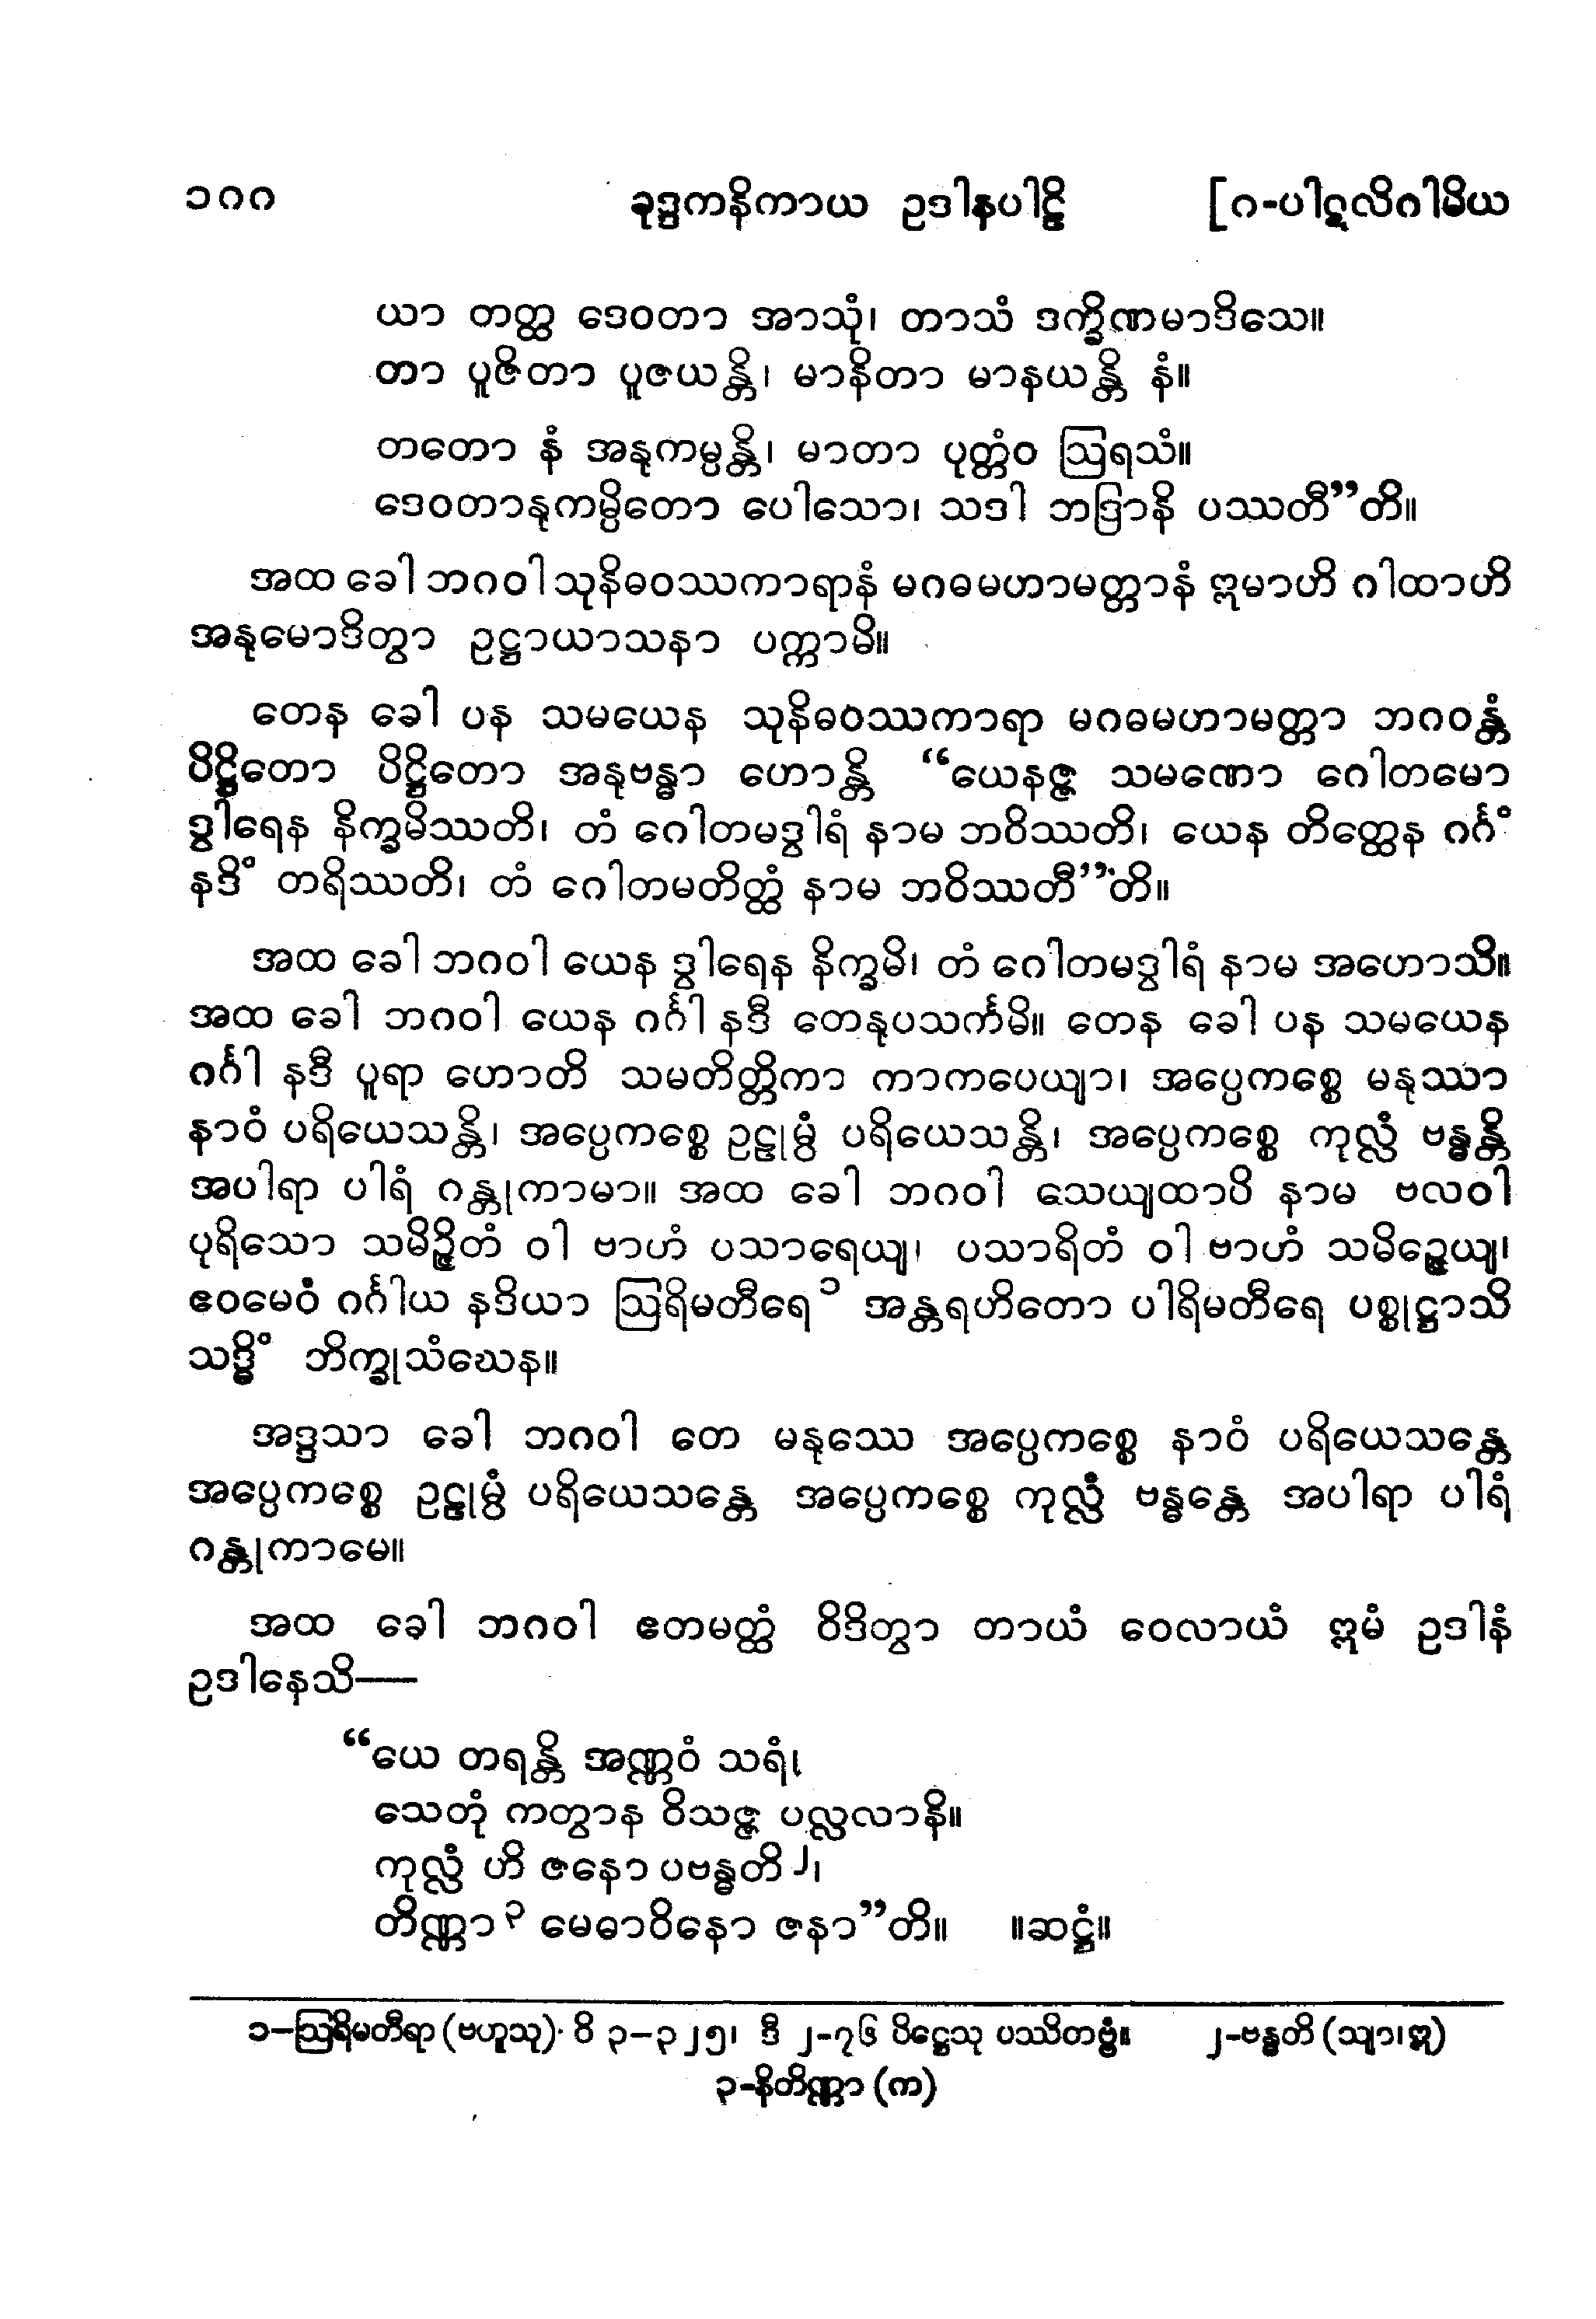 ၁၈၈ ခုဒ္ဒကနိကာယ ဥဒါနပါဠိ [၈-ပါဋလိဂါမိယ
ယာ တတ္ထ ဒေဝတာ အာသုံ၊ တာသံ ဒက္ခိဏမာဒိသေ။
တာ ပူဇိတာ ပူဇယန္တိ၊ မာနိတာ မာနယန္တိ နံ။
တတော နံ အနုကမ္ပန္တိ၊ မာတာ ပုတ္တံဝ ဩရသံ။
ဒေဝတာနုကမ္ပိတော ပေါသော၊ သဒါ ဘဒြာနိ ပဿတီ”တိ။
အထ ခေါ ဘဂဝါ သုနိဓဝဿကာရာနံ မဂဓမဟာမတ္တာနံ ဣမာဟိ ဂါထာဟိ
အနုမောဒိတွာ ဥဋ္ဌာယာသနာ ပက္ကာမိ။
တေန ခေါ ပန သမယေန သုနိဓဝဿကာရာ မဂဓမဟာမတ္တာ ဘဂဝန္တံ
ပိဋ္ဌိတော ပိဋ္ဌိတော အနုဗန္ဓာ ဟောန္တိ “ယေနဇ္ဇ သမဏော ဂေါတမော
ဒွါရေန နိက္ခမိဿတိ၊ တံ ဂေါတမဒွါရံ နာမ ဘဝိဿတိ၊ ယေန တိတ္ထေန ဂင်္ဂံ
နဒိံ တရိဿတိ၊ တံ ဂေါတမတိတ္ထံ နာမ ဘဝိဿတီ”တိ။
အထ ခေါ ဘဂဝါ ယေန ဒွါရေန နိက္ခမိ၊ တံ ဂေါတမဒွါရံ နာမ အဟောသိ။
အထ ခေါ ဘဂဝါ ယေန ဂင်္ဂါ နဒီ တေနုပသင်္ကမိ။ တေန ခေါ ပန သမယေန
ဂင်္ဂါ နဒီ ပူရာ ဟောတိ သမတိတ္တိကာ ကာကပေယျာ၊ အပ္ပေကစ္စေ မနုဿာ
နာဝံ ပရိယေသန္တိ၊ အပ္ပေကစ္စေ ဥဠုမ္ပံ ပရိယေသန္တိ၊ အပ္ပေကစ္စေ ကုလ္လံ ဗန္ဓန္တိ
အပါရာ ပါရံ ဂန္တုကာမာ။ အထ ခေါ ဘဂဝါ သေယျထာပိ နာမ ဗလဝါ
ပုရိသော သမိဉ္ဇိတံ ဝါ ဗာဟံ ပသာရေယျ၊ ပသာရိတံ ဝါ ဗာဟံ သမိဉ္ဇေယျ၊
ဧဝမေဝံ ဂင်္ဂါယ နဒိယာ ဩရိမတီရေ၁ အန္တရဟိတော ပါရိမတီရေ ပစ္စုဋ္ဌာသိ
သဒ္ဓိံ ဘိက္ခုသံဃေန။
အဒ္ဒသာ ခေါ ဘဂဝါ တေ မနုဿေ အပ္ပေကစ္စေ နာဝံ ပရိယေသန္တေ
အပ္ပေကစ္စေ ဥဠုမ္ပံ ပရိယေသန္တေ အပ္ပေကစ္စေ ကုလ္လံ ဗန္ဓန္တေ အပါရာ ပါရံ
ဂန္တုကာမေ။
အထ ခေါ ဘဂဝါ ဧတမတ္ထံ ဝိဒိတွာ တာယံ ဝေလာယံ ဣမံ ဥဒါနံ
ဥဒါနေသိ—
“ယေ တရန္တိ အဏ္ဏဝံ သရံ၊
သေတုံ ကတွာန ဝိသဇ္ဇ ပလ္လလာနိ။
ကုလ္လံ ဟိ ဇနော ပဗန္ဓတိ၂၊
တိဏ္ဏာ၃ မေဓာဝိနော ဇနာ”တိ။ ။ဆဋ္ဌံ။
၁-ဩရိမတီရာ (ဗဟူသု) ဝိ ၃-၃၂၅၊ ဒီ ၂-၇၆ ပိဋ္ဌေသု ပဿိတဗ္ဗံ။ ၂-ဗန္ဓတိ (သျာ၊ဣ)
၃-နိတိဏ္ဏာ (က)